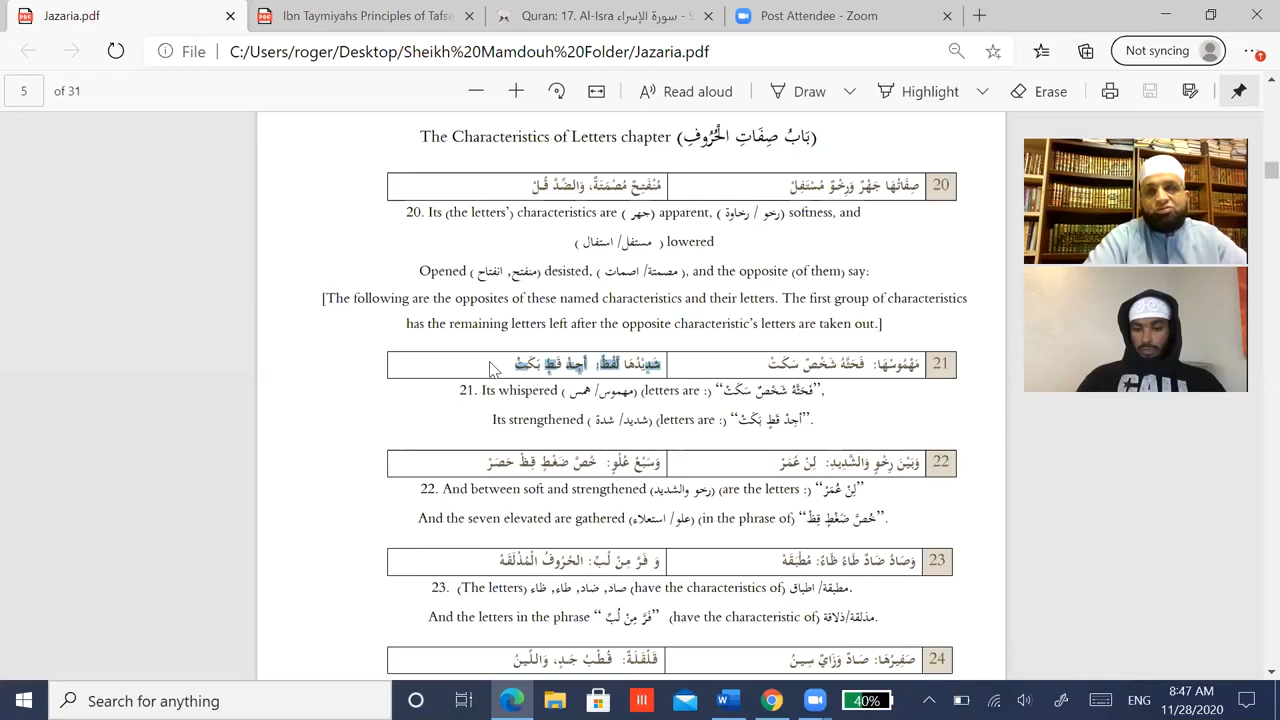 Jazaria.pdf
Ibn Taymiyahs Principles of Tafse
Quran: 17. Al-Isra سورة الإسراء - S
Post Attendee - Zoom
File C:/Users/roger/Desktop/Sheikh%20Mamdouh%20Folder/Jazaria.pdf
Not syncing
5 of 31
Read aloud
Draw
Highlight
Erase
The Characteristics of Letters chapter (بَابُ صِفَاتِ الْحُرُوفِ)
20 صِفَاتُهَا جَهْرٌ وَرِخْوٌ مُسْتَفِلْ مُنْفَتِحٌ مُصْمَتَةٌ، وَالضِّدَّ قُلْ
20. Its (the letters’) characteristics are ( جهر ) apparent, ( رخو / رخاوة ) softness, and
( مستفل/ استفال ) lowered
Opened ( منفتح, انفتاح ) desisted, ( مصمتة/ اصمات ), and the opposite (of them) say:
[The following are the opposites of these named characteristics and their letters. The first group of characteristics
has the remaining letters left after the opposite characteristic’s letters are taken out.]
21 مَهْمُوسُهَا: فَحَثَّهُ شَخْصٌ سَكَتْ شَدِيْدُهَا لَفْظُ: أَجِدْ قَطٍ بَكَتْ
21. Its whispered (مهموس/ همس ) (letters are :) “فَحَثَّهُ شَخْصٌ سَكَتْ”,
Its strengthened ( شديد/ شدة ) (letters are :) “أَجِدْ قَطٍ بَكَتْ”.
22 وَبَيْنَ رِخْوٍ وَالشَّدِيدِ: لِنْ عُمَرْ وَسَبْعُ عُلْوٍ: خُصَّ ضَغْطٍ قِظْ حَصَرْ
22. And between soft and strengthened (رخو والشديد) (are the letters :) “لِنْ عُمَرْ”
And the seven elevated are gathered (علو/ استعلاء) (in the phrase of) “خُصَّ ضَغْطٍ قِظْ”.
23 وَصَادُ ضَادٌ طَاءُ ظَاءٌ: مُطْبَقَهْ وَ فَرَّ مِنْ لُبِّ: الحُرُوفُ الْمُذْلَقَهْ
23. (The letters) صاد, ضاد, طاء, ظاء (have the characteristics of) مطبقة/ اطباق.
And the letters in the phrase “ فَرَّ مِنْ لُبِّ” (have the characteristic of) مذلقة/ذلاقة.
24 صَفِيرُهَا: صَادٌ وَزَايٌ سِينُ قَلْقَلَةٌ: قُطْبُ جَدٍ، وَاللِّينُ
CALL
Search for anything
40%
ENG
8:47 AM
11/28/2020